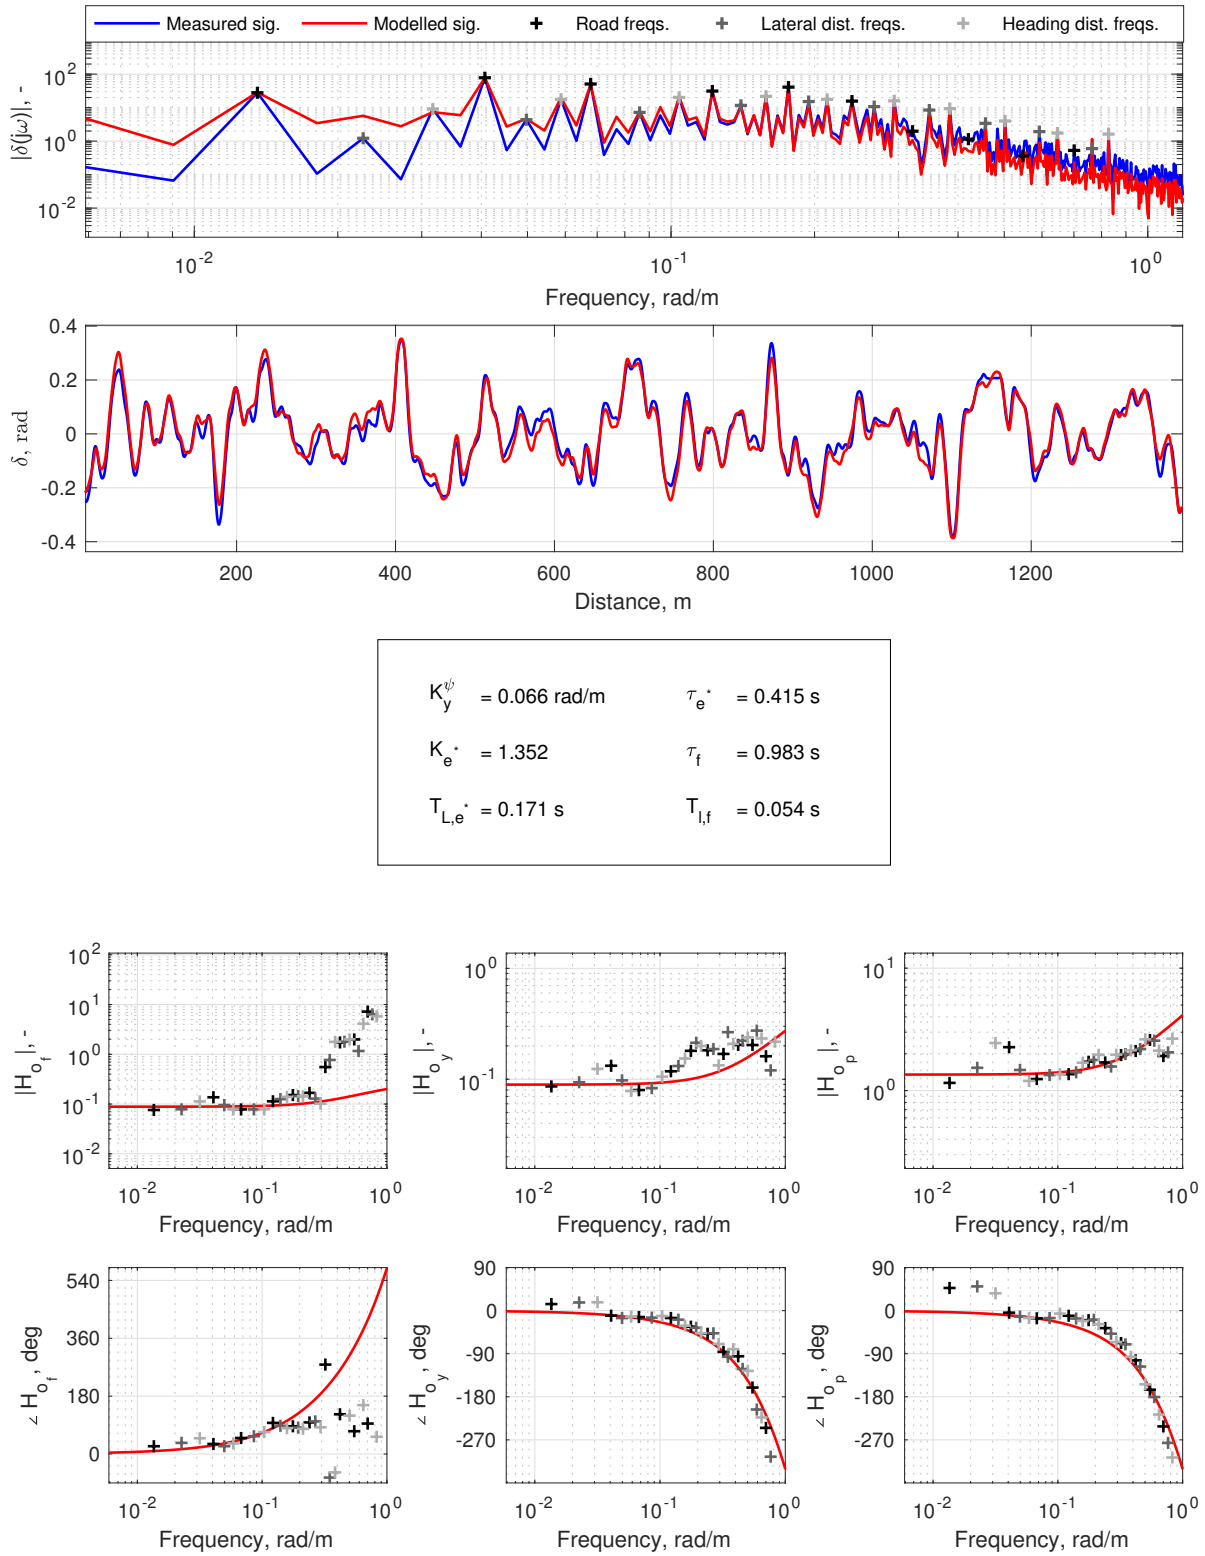 Measured sig. Modelled sig. Road freqs. Lateral dist. freqs. Heading dist. freqs.
|δ(jω)|, -
10^2
10^0
10^-2
10^-2 10^-1 10^0
Frequency, rad/m
δ, rad
0.4
0.2
0
-0.2
-0.4
200 400 600 800 1000 1200
Distance, m
K_y^ψ = 0.066 rad/m τ_e* = 0.415 s
K_e* = 1.352 τ_f = 0.983 s
T_L,e* = 0.171 s T_l,f = 0.054 s
|H_o_f|, -
10^2
10^1
10^0
10^-1
10^-2
10^-2 10^-1 10^0
Frequency, rad/m
|H_o_y|, -
10^0
10^-1
10^-2 10^-1 10^0
Frequency, rad/m
|H_o_p|, -
10^1
10^0
10^-2 10^-1 10^0
Frequency, rad/m
∠ H_o_f, deg
540
360
180
0
10^-2 10^-1 10^0
Frequency, rad/m
∠ H_o_y, deg
90
0
-90
-180
-270
10^-2 10^-1 10^0
Frequency, rad/m
∠ H_o_p, deg
90
0
-90
-180
-270
10^-2 10^-1 10^0
Frequency, rad/m